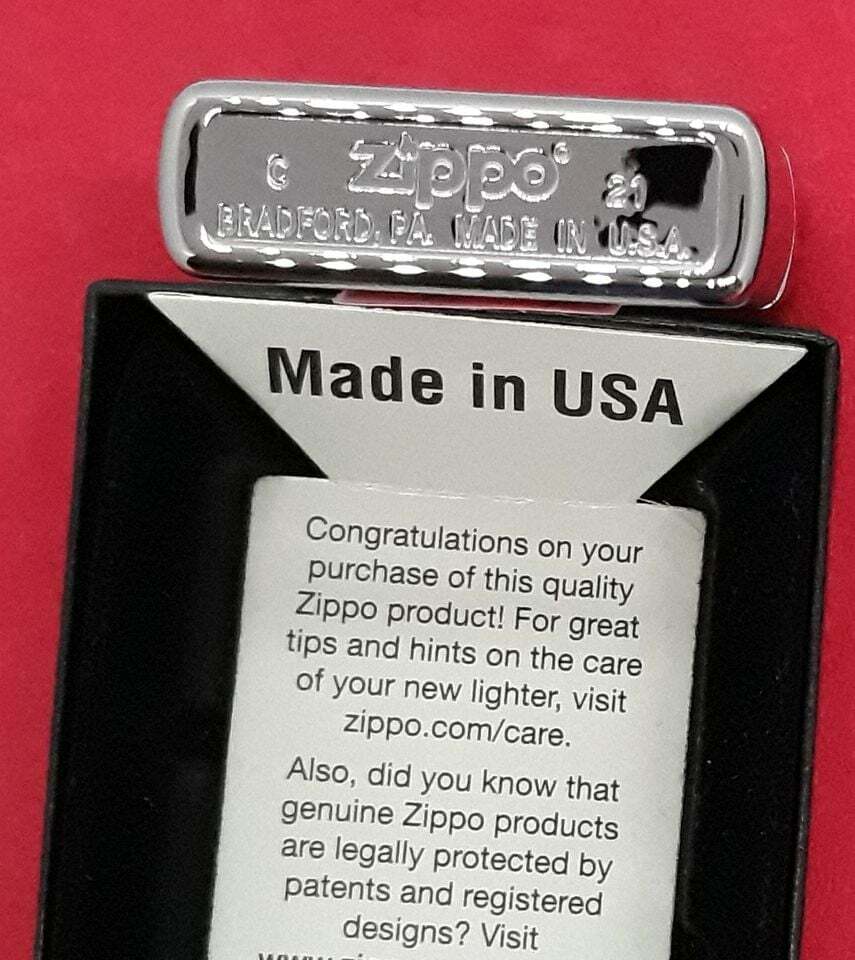 C zippo® 21
BRADFORD, PA. MADE IN U.S.A.
Made in USA
Congratulations on your
purchase of this quality
Zippo product! For great
tips and hints on the care
of your new lighter, visit
zippo.com/care.
Also, did you know that
genuine Zippo products
are legally protected by
patents and registered
designs? Visit